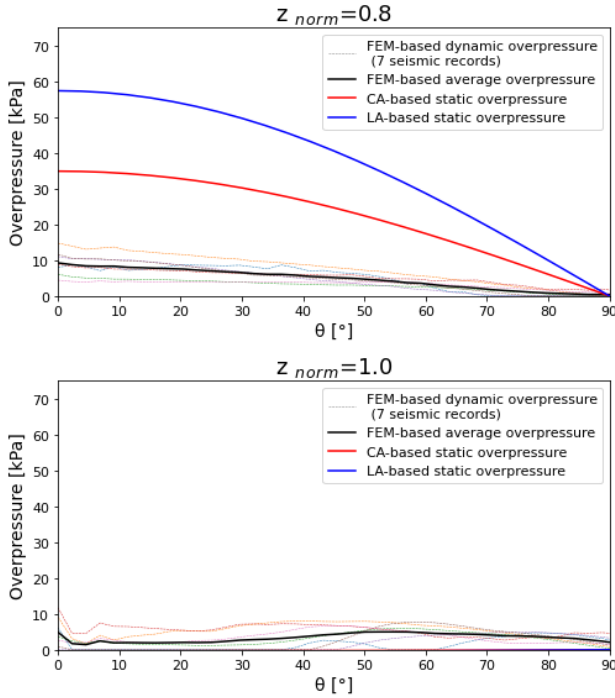 z norm=0.8
Overpressure [kPa]
70
60
50
40
30
20
10
0
FEM-based dynamic overpressure
(7 seismic records)
FEM-based average overpressure
CA-based static overpressure
LA-based static overpressure
0 10 20 30 40 50 60 70 80 90
θ [°]
z norm=1.0
Overpressure [kPa]
70
60
50
40
30
20
10
0
FEM-based dynamic overpressure
(7 seismic records)
FEM-based average overpressure
CA-based static overpressure
LA-based static overpressure
0 10 20 30 40 50 60 70 80 90
θ [°]